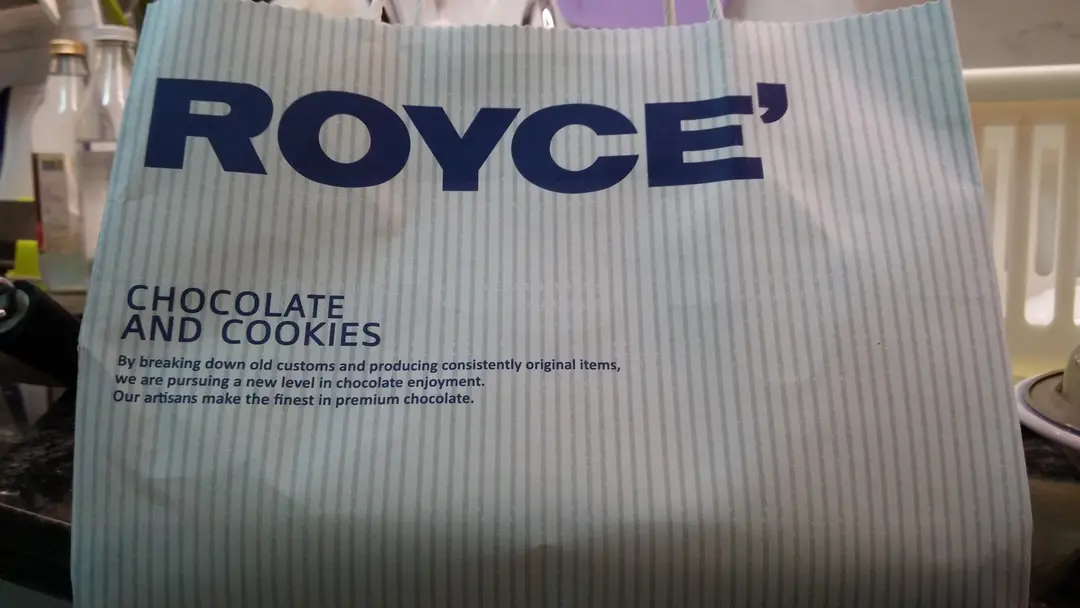 ROYCE’
CHOCOLATE
AND COOKIES
By breaking down old customs and producing consistently original items,
we are pursuing a new level in chocolate enjoyment.
Our artisans make the finest in premium chocolate.